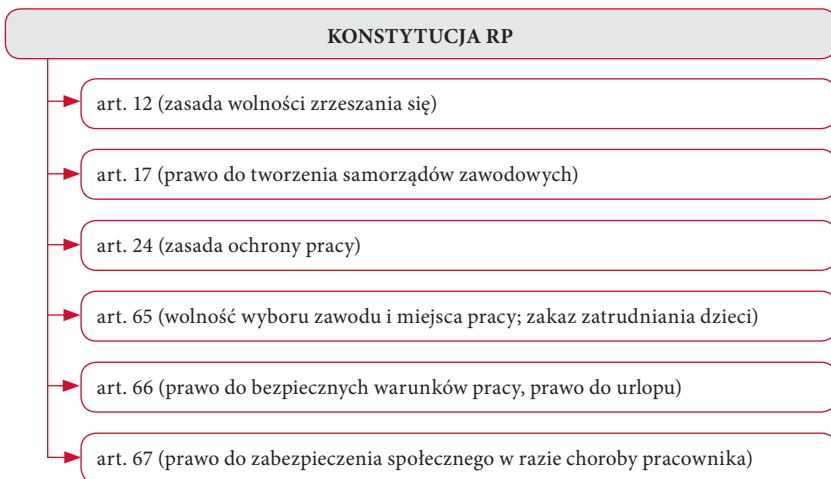 KONSTYTUCJA RP
art. 12 (zasada wolności zrzeszania się)
art. 17 (prawo do tworzenia samorządów zawodowych)
art. 24 (zasada ochrony pracy)
art. 65 (wolność wyboru zawodu i miejsca pracy; zakaz zatrudniania dzieci)
art. 66 (prawo do bezpiecznych warunków pracy, prawo do urlopu)
art. 67 (prawo do zabezpieczenia społecznego w razie choroby pracownika)